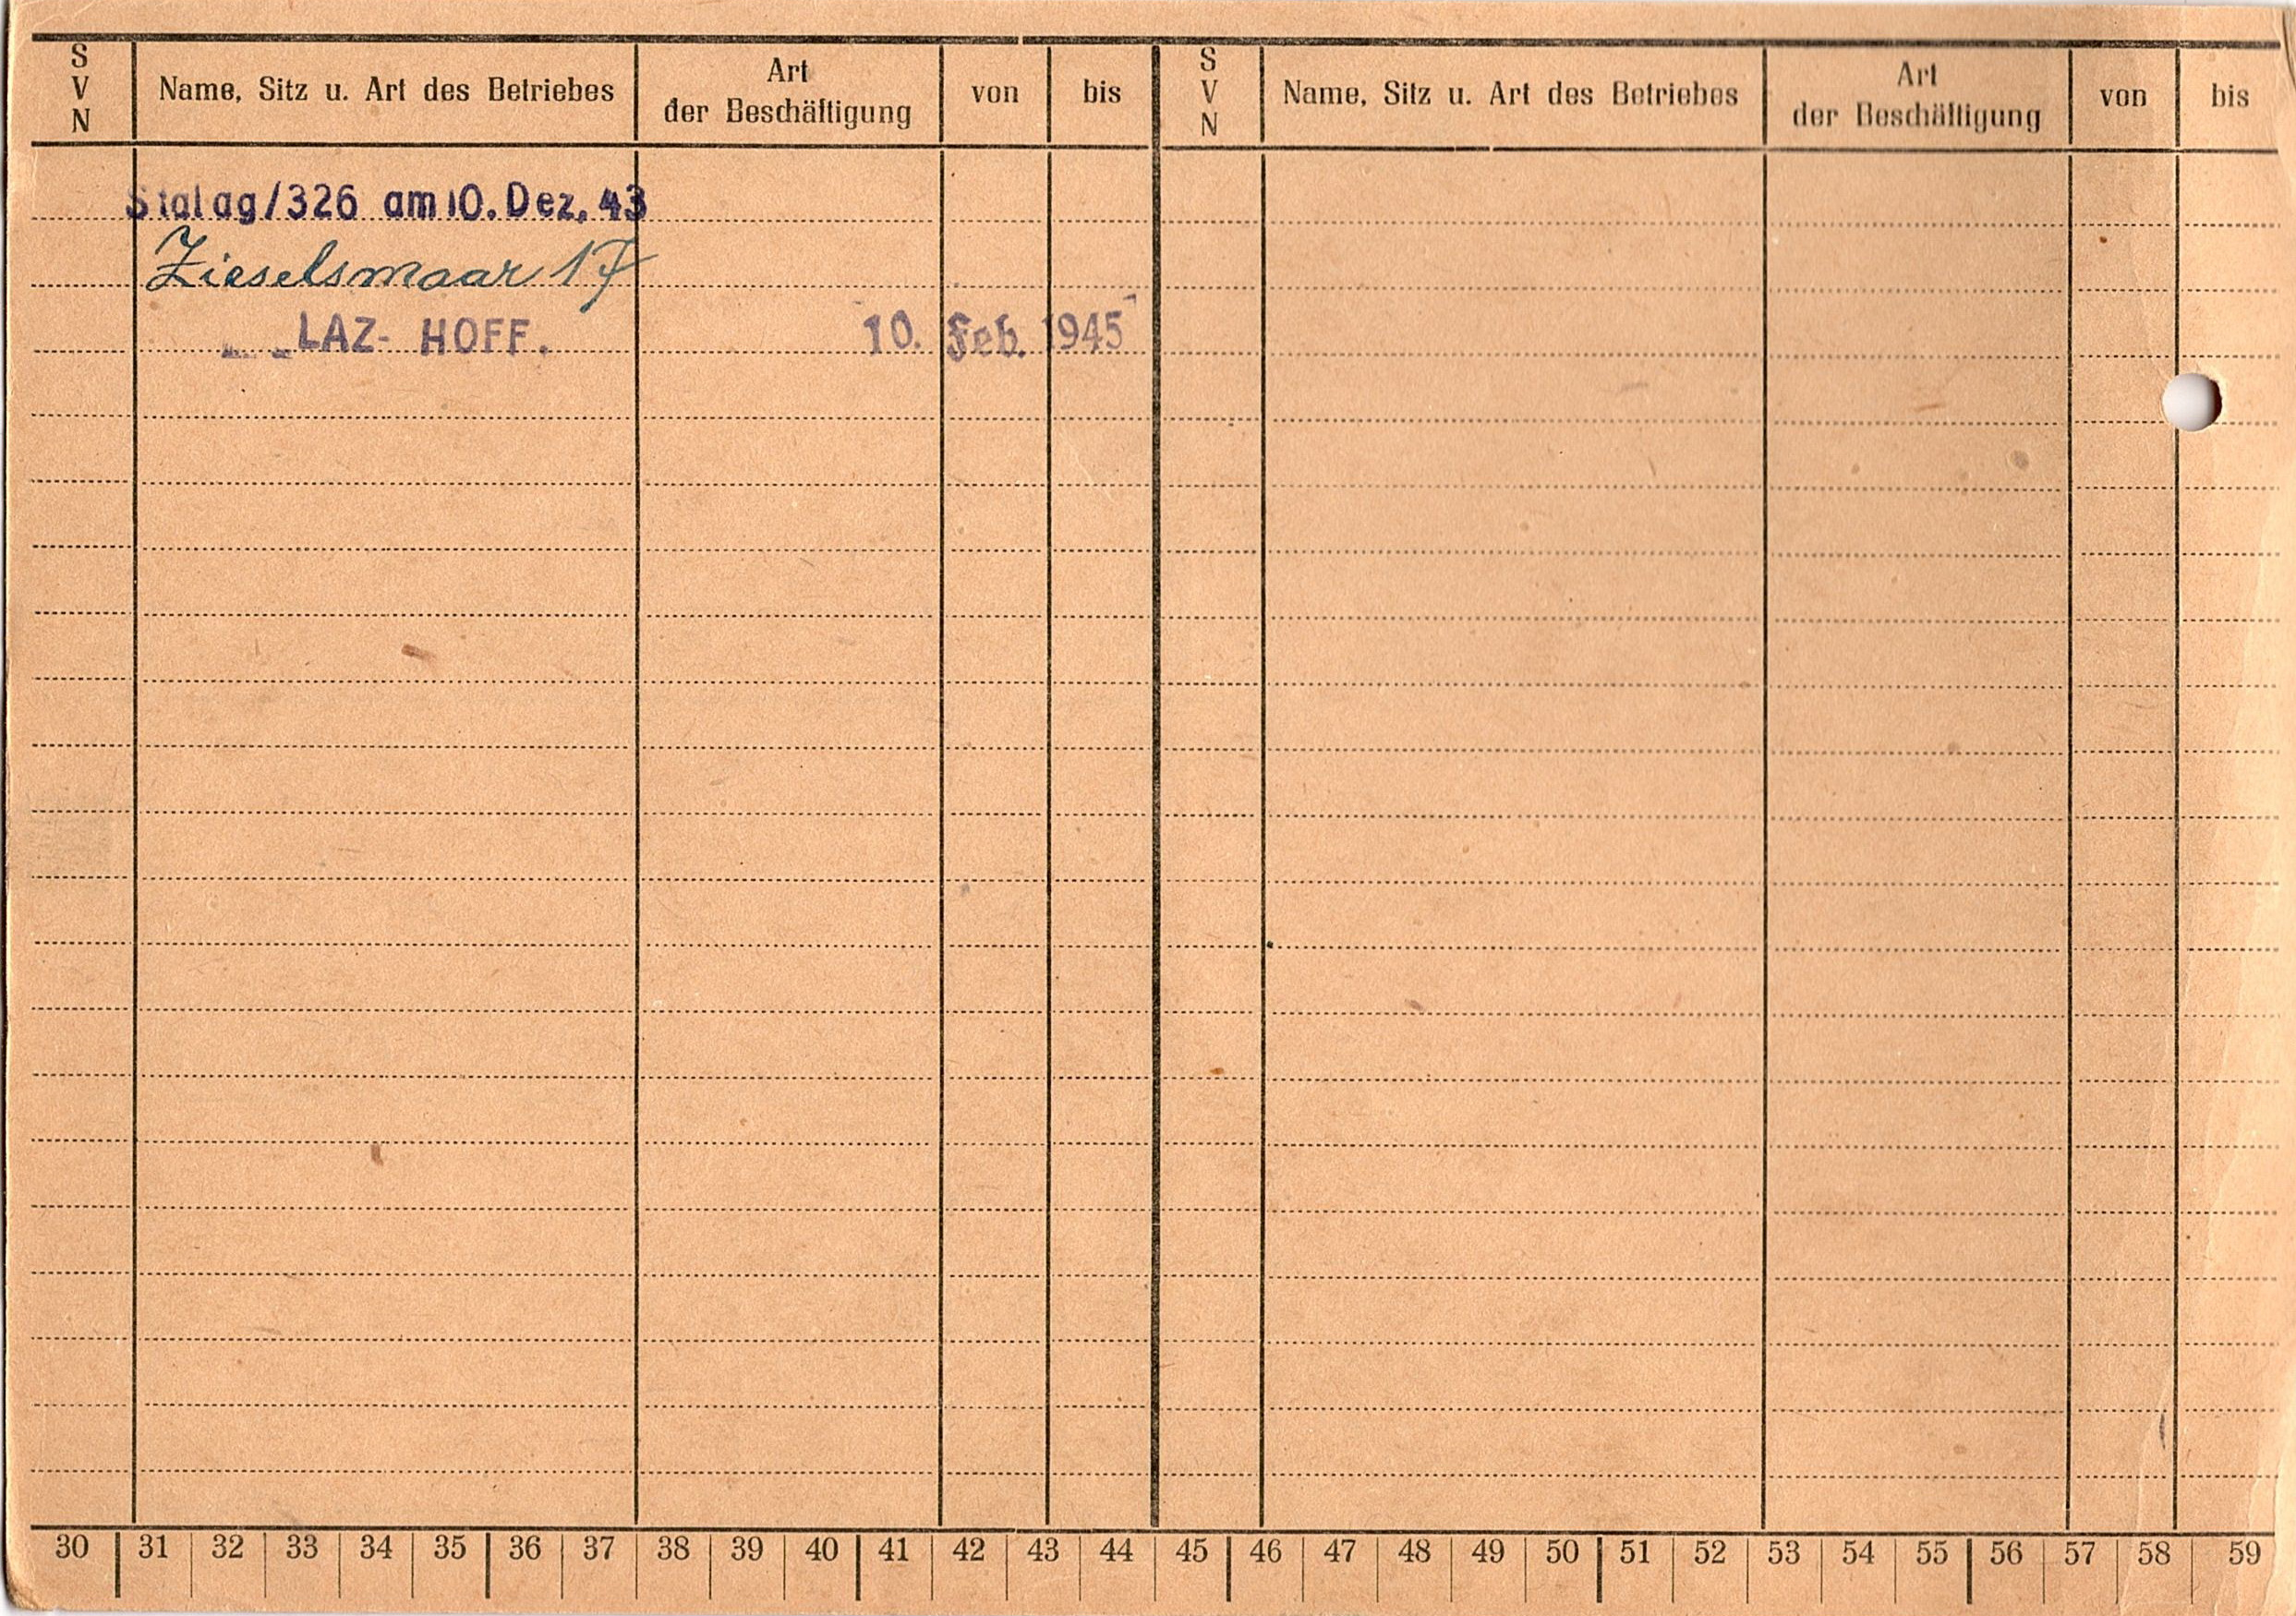 S V N Name, Sitz u. Art des Betriebes Art der Beschäftigung von bis S V N Name, Sitz u. Art des Betriebes Art der Beschäftigung von bis
Stalag/326 am 10. Dez. 43
Zieselsmaar 17
LAZ- HOFF. 10. Feb. 1945
30 31 32 33 34 35 36 37 38 39 40 41 42 43 44 45 46 47 48 49 50 51 52 53 54 55 56 57 58 59